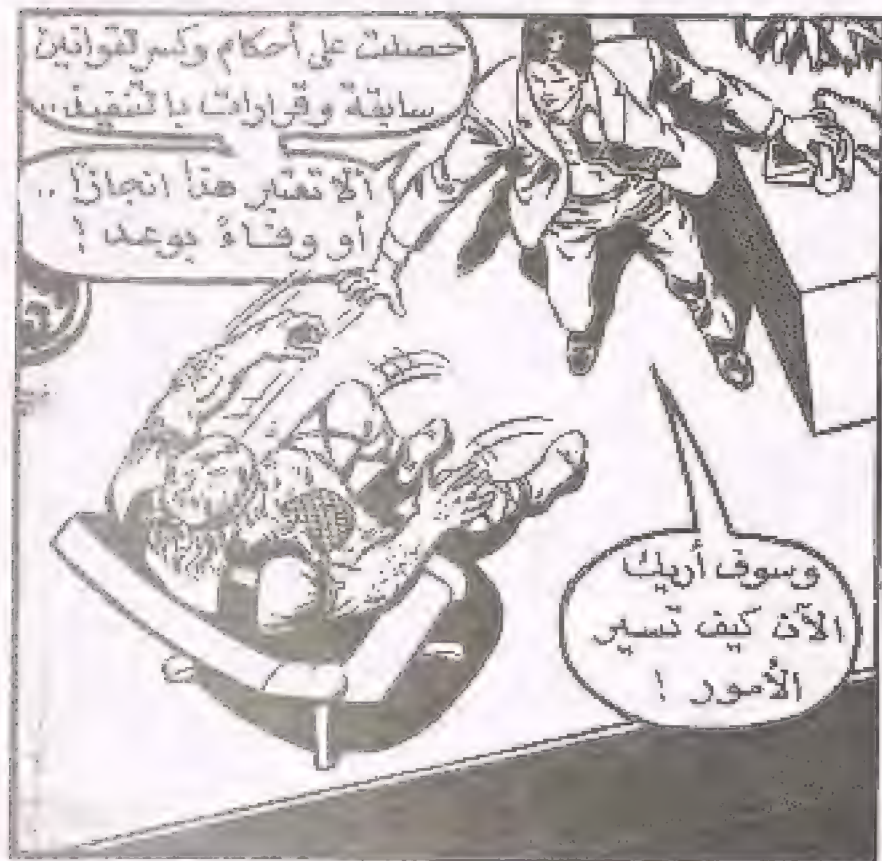 حصلت على أحكام وكسر لقوانين
سابقة وقرارات بالتنفيذ..
ألا تعتبر هذا انجازاً ..
أو وفاءً بوعد !
وسوف أريك
الآن كيف تسير
الأمور !